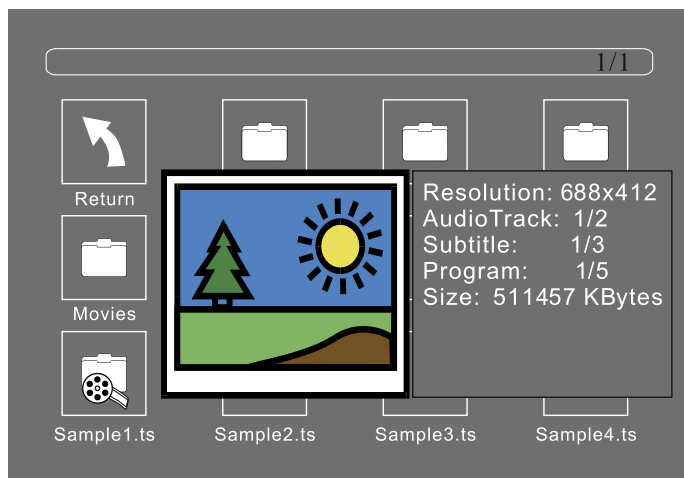 1/1
Return
Resolution: 688x412
AudioTrack: 1/2
Subtitle: 1/3
Program: 1/5
Size: 511457 KBytes
Movies
Sample1.ts
Sample2.ts
Sample3.ts
Sample4.ts